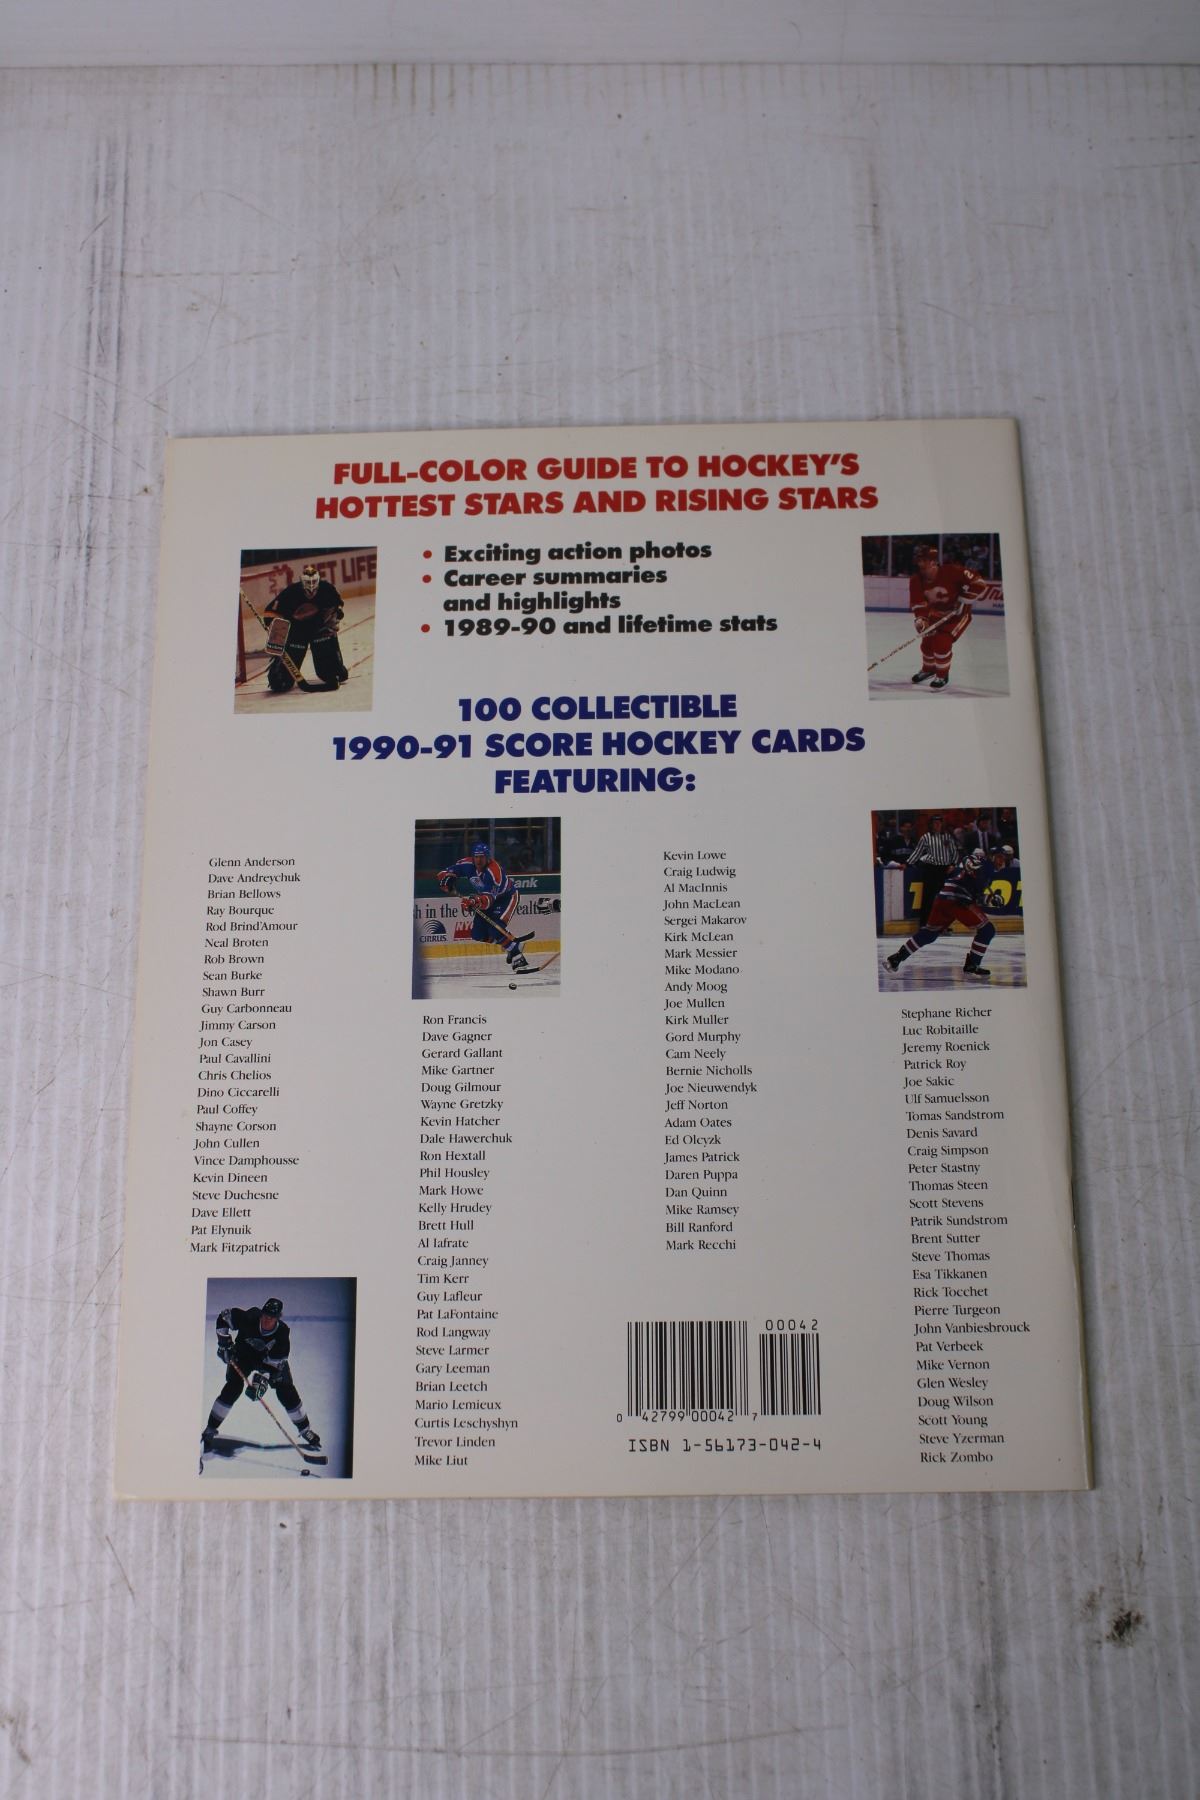 FULL-COLOR GUIDE TO HOCKEY'S
HOTTEST STARS AND RISING STARS
• Exciting action photos
• Career summaries
and highlights
• 1989-90 and lifetime stats
100 COLLECTIBLE
1990-91 SCORE HOCKEY CARDS
FEATURING:
Glenn Anderson
Dave Andreychuk
Brian Bellows
Ray Bourque
Rod Brind'Amour
Neal Broten
Rob Brown
Sean Burke
Shawn Burr
Guy Carbonneau
Jimmy Carson
Jon Casey
Paul Cavallini
Chris Chelios
Dino Ciccarelli
Paul Coffey
Shayne Corson
John Cullen
Vince Damphousse
Kevin Dineen
Steve Duchesne
Dave Ellett
Pat Elynuik
Mark Fitzpatrick
Ron Francis
Dave Gagner
Gerard Gallant
Mike Gartner
Doug Gilmour
Wayne Gretzky
Kevin Hatcher
Dale Hawerchuk
Ron Hextall
Phil Housley
Mark Howe
Kelly Hrudey
Brett Hull
Al Iafrate
Craig Janney
Tim Kerr
Guy Lafleur
Pat LaFontaine
Rod Langway
Steve Larmer
Gary Leeman
Brian Leetch
Mario Lemieux
Curtis Leschyshyn
Trevor Linden
Mike Liut
Kevin Lowe
Craig Ludwig
Al MacInnis
John MacLean
Sergei Makarov
Kirk McLean
Mark Messier
Mike Modano
Andy Moog
Joe Mullen
Kirk Muller
Gord Murphy
Cam Neely
Bernie Nicholls
Joe Nieuwendyk
Jeff Norton
Adam Oates
Ed Olcyzk
James Patrick
Daren Puppa
Dan Quinn
Mike Ramsey
Bill Ranford
Mark Recchi
Stephane Richer
Luc Robitaille
Jeremy Roenick
Patrick Roy
Joe Sakic
Ulf Samuelsson
Tomas Sandstrom
Denis Savard
Craig Simpson
Peter Stastny
Thomas Steen
Scott Stevens
Patrik Sundstrom
Brent Sutter
Steve Thomas
Esa Tikkanen
Rick Tocchet
Pierre Turgeon
John Vanbiesbrouck
Pat Verbeek
Mike Vernon
Glen Wesley
Doug Wilson
Scott Young
Steve Yzerman
Rick Zombo
00042
0 42799 00042 7
ISBN 1-56173-042-4
ET LIFE
ank
h in the
CIRRUS
NY